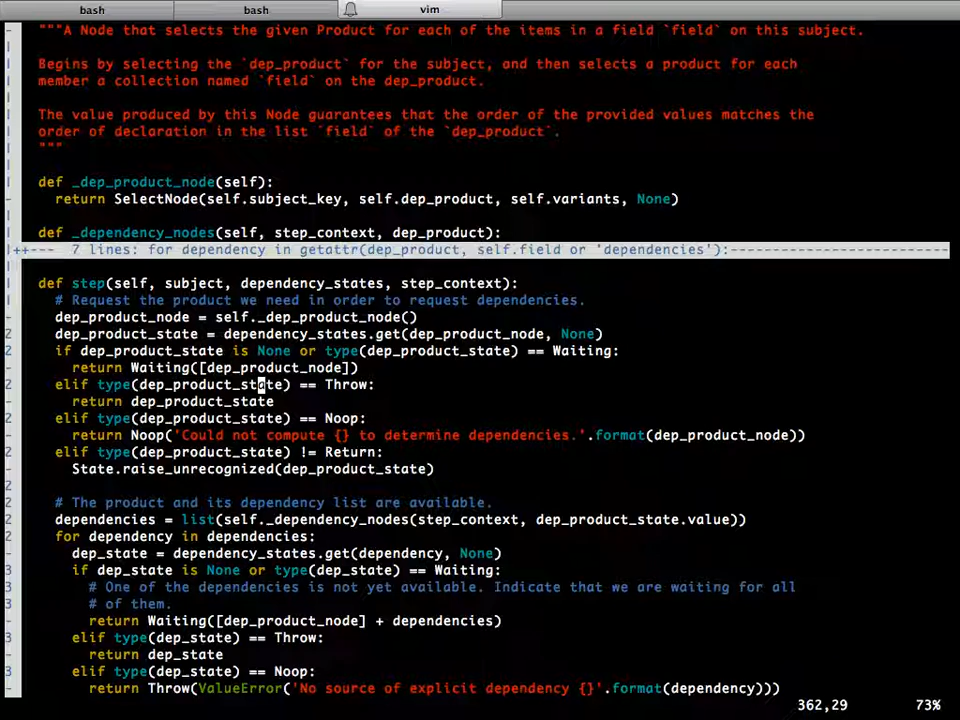 bash bash vim
"""A Node that selects the given Product for each of the items in a field `field` on this subject.
Begins by selecting the `dep_product` for the subject, and then selects a product for each
member a collection named `field` on the dep_product.
The value produced by this Node guarantees that the order of the provided values matches the
order of declaration in the list `field` of the `dep_product`.
"""
def _dep_product_node(self):
return SelectNode(self.subject_key, self.dep_product, self.variants, None)
def _dependency_nodes(self, step_context, dep_product):
++--- 7 lines: for dependency in getattr(dep_product, self.field or 'dependencies'):--------------------------
def step(self, subject, dependency_states, step_context):
# Request the product we need in order to request dependencies.
dep_product_node = self._dep_product_node()
2 dep_product_state = dependency_states.get(dep_product_node, None)
2 if dep_product_state is None or type(dep_product_state) == Waiting:
- return Waiting([dep_product_node])
2 elif type(dep_product_state) == Throw:
- return dep_product_state
2 elif type(dep_product_state) == Noop:
- return Noop('Could not compute {} to determine dependencies.'.format(dep_product_node))
2 elif type(dep_product_state) != Return:
- State.raise_unrecognized(dep_product_state)
2
2 # The product and its dependency list are available.
2 dependencies = list(self._dependency_nodes(step_context, dep_product_state.value))
2 for dependency in dependencies:
- dep_state = dependency_states.get(dependency, None)
3 if dep_state is None or type(dep_state) == Waiting:
3 # One of the dependencies is not yet available. Indicate that we are waiting for all
3 # of them.
- return Waiting([dep_product_node] + dependencies)
3 elif type(dep_state) == Throw:
- return dep_state
3 elif type(dep_state) == Noop:
- return Throw(ValueError('No source of explicit dependency {}'.format(dependency)))
362,29 73%